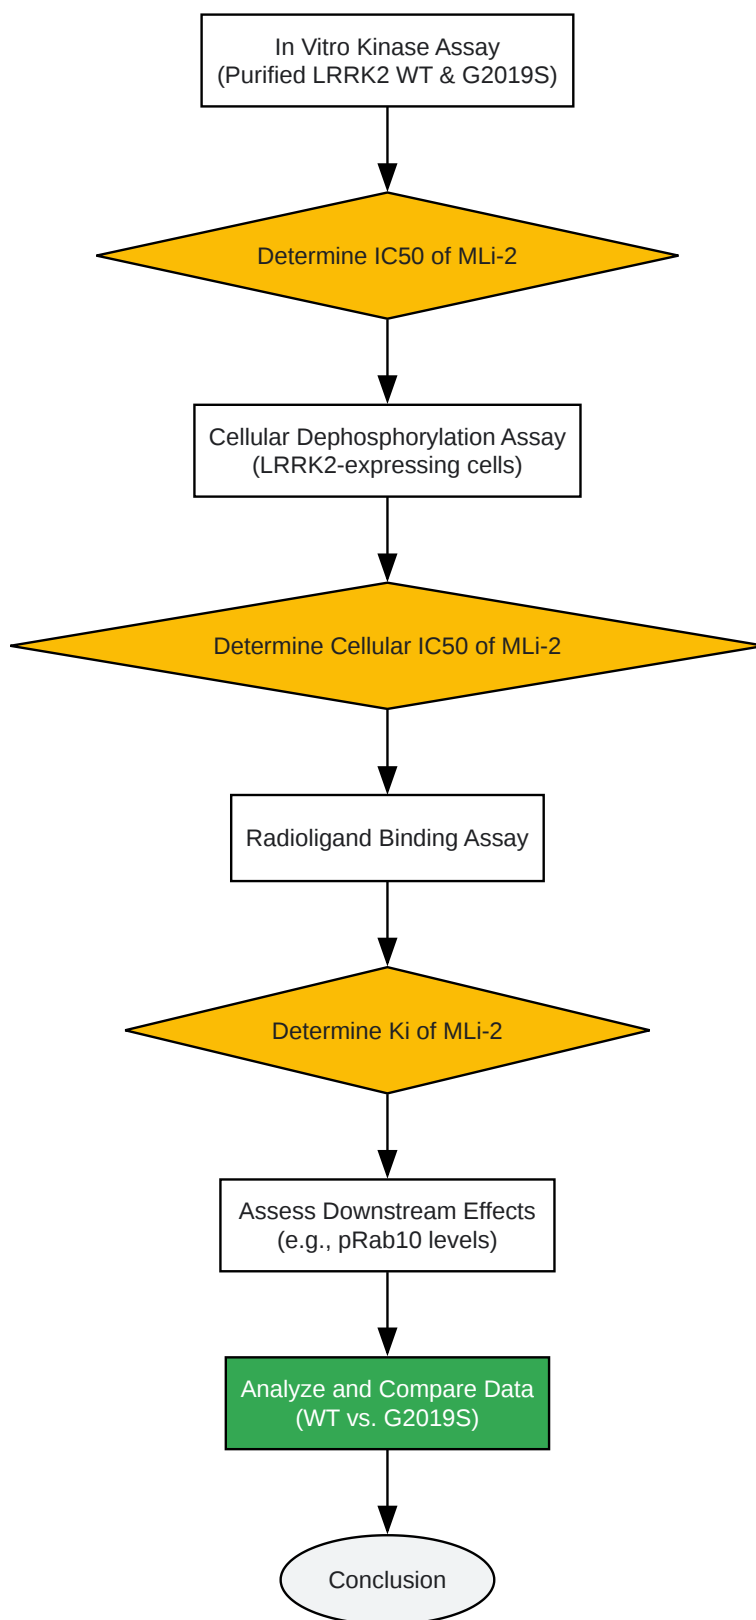 In Vitro Kinase Assay
(Purified LRRK2 WT & G2019S)
Determine IC50 of MLi-2
Cellular Dephosphorylation Assay
(LRRK2-expressing cells)
Determine Cellular IC50 of MLi-2
Radioligand Binding Assay
Determine Ki of MLi-2
Assess Downstream Effects
(e.g., pRab10 levels)
Analyze and Compare Data
(WT vs. G2019S)
Conclusion